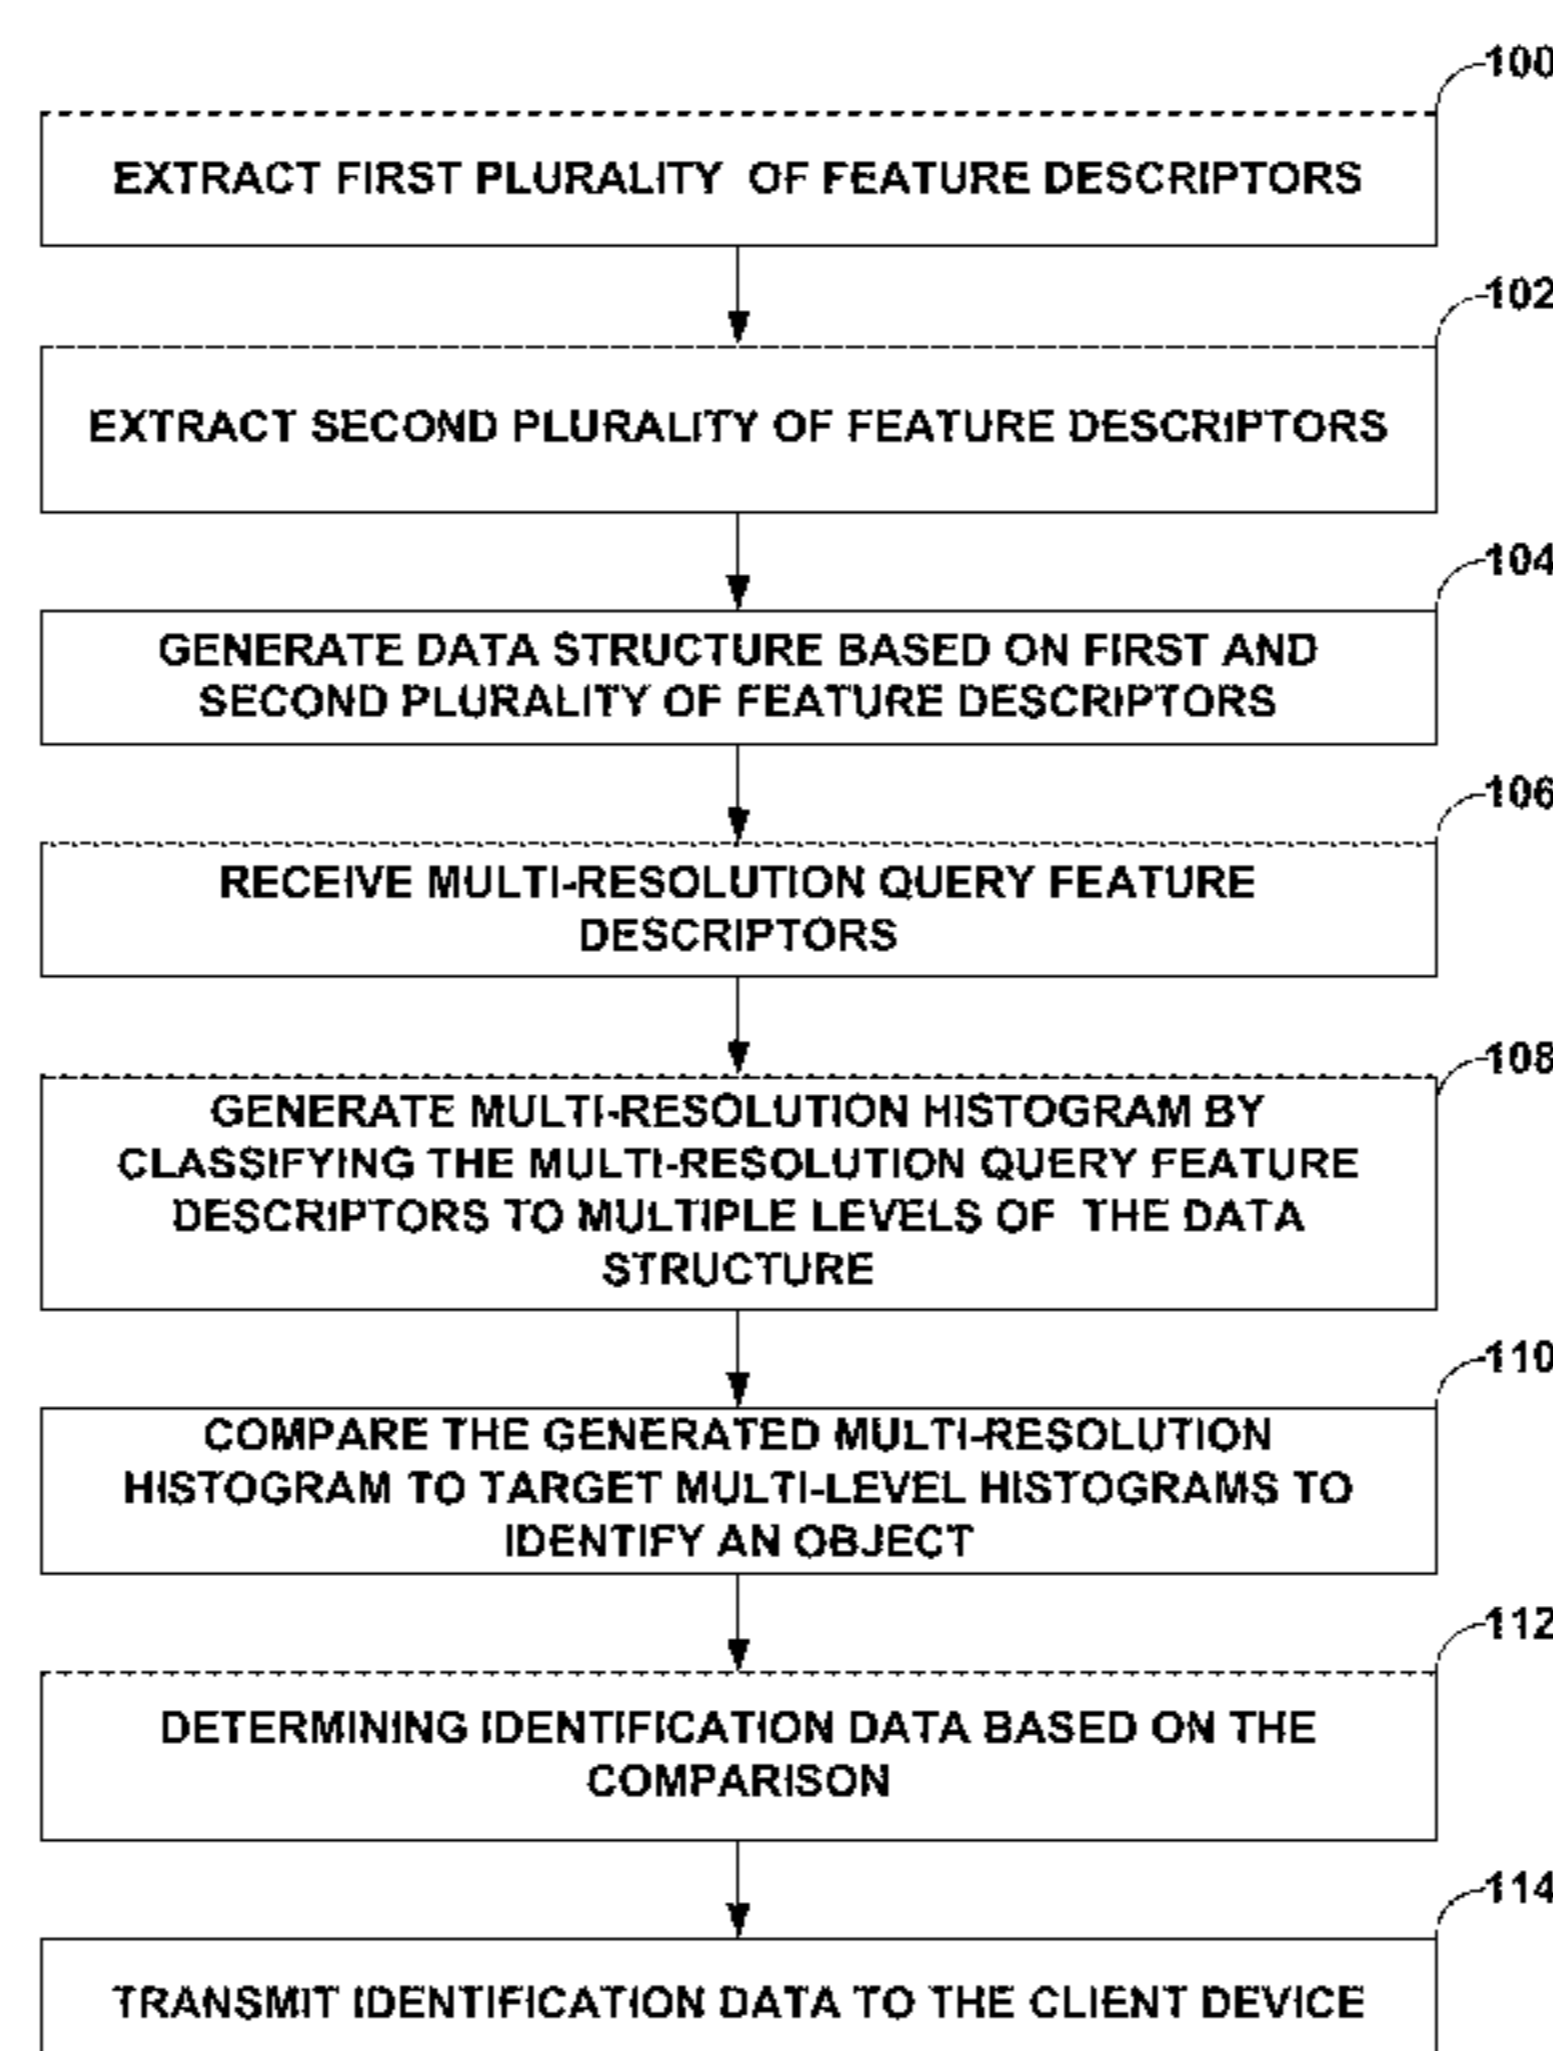 100
EXTRACT FIRST PLURALITY OF FEATURE DESCRIPTORS
102
EXTRACT SECOND PLURALITY OF FEATURE DESCRIPTORS
104
GENERATE DATA STRUCTURE BASED ON FIRST AND
SECOND PLURALITY OF FEATURE DESCRIPTORS
106
RECEIVE MULTI-RESOLUTION QUERY FEATURE
DESCRIPTORS
108
GENERATE MULTI-RESOLUTION HISTOGRAM BY
CLASSIFYING THE MULTI-RESOLUTION QUERY FEATURE
DESCRIPTORS TO MULTIPLE LEVELS OF THE DATA
STRUCTURE
110
COMPARE THE GENERATED MULTI-RESOLUTION
HISTOGRAM TO TARGET MULTI-LEVEL HISTOGRAMS TO
IDENTIFY AN OBJECT
112
DETERMINING IDENTIFICATION DATA BASED ON THE
COMPARISON
114
TRANSMIT IDENTIFICATION DATA TO THE CLIENT DEVICE